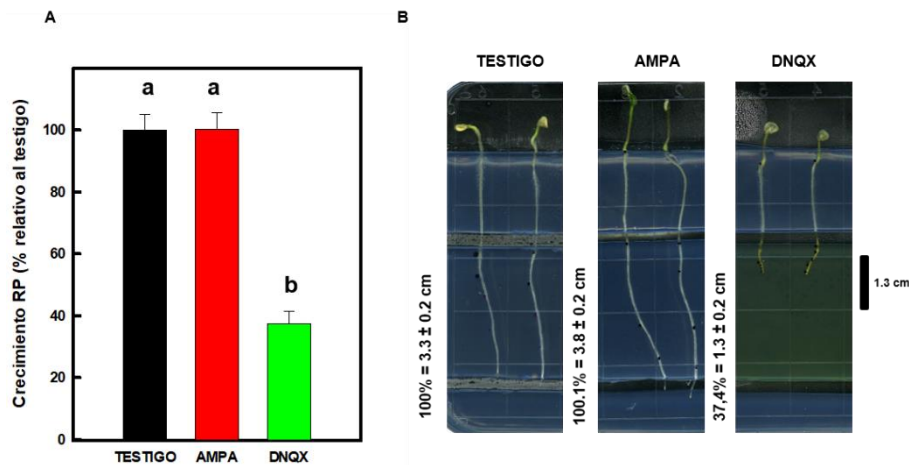 A
Crecimiento RP (% relativo al testigo)
100
80
60
40
20
0
a
a
b
TESTIGO
AMPA
DNQX
B
TESTIGO
AMPA
DNQX
100% = 3.3 ± 0.2 cm
100.1% = 3.8 ± 0.2 cm
37,4% = 1.3 ± 0.2 cm
1.3 cm